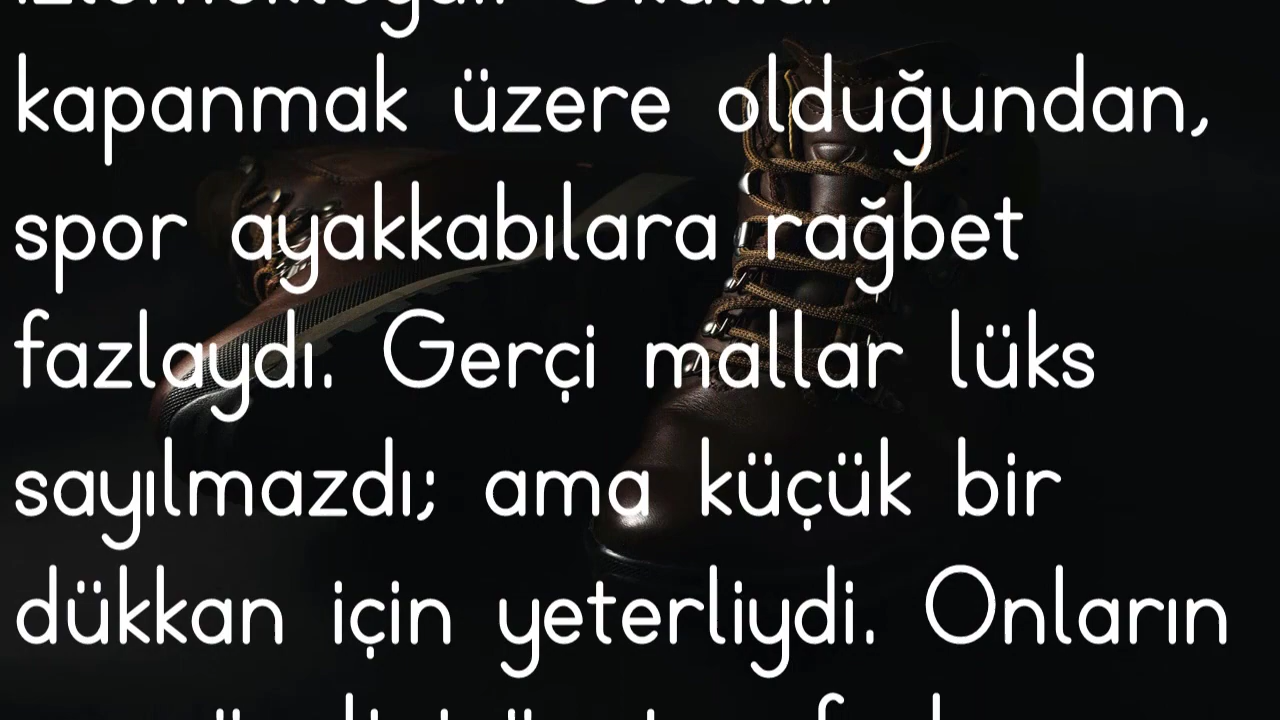 kapanmak üzere olduğundan,
spor ayakkabılara rağbet
fazlaydı. Gerçi mallar lüks
sayılmazdı; ama küçük bir
dükkan için yeterliydi. Onların